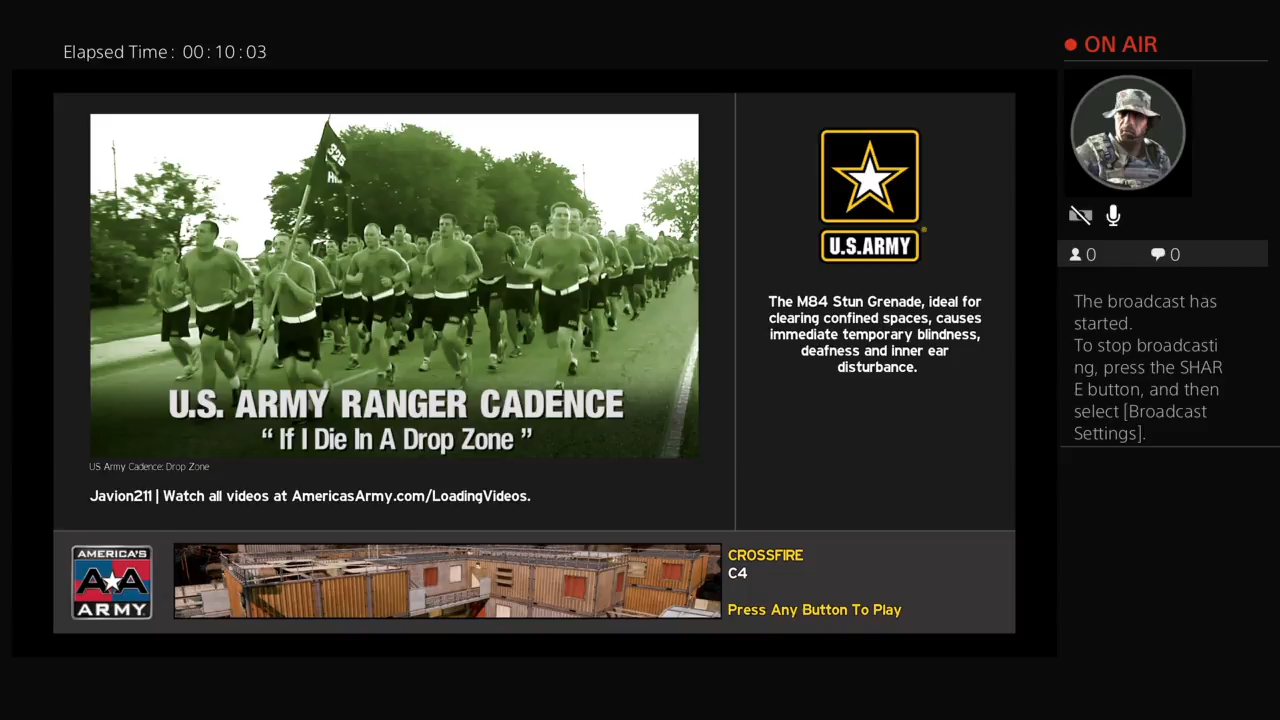 Elapsed Time: 00:10:03
ON AIR
325
U.S. ARMY RANGER CADENCE
“ If I Die In A Drop Zone ”
US Army Cadence: Drop Zone
Javion211 | Watch all videos at AmericasArmy.com/LoadingVideos.
U.S.ARMY
The M84 Stun Grenade, ideal for
clearing confined spaces, causes
immediate temporary blindness,
deafness and inner ear
disturbance.
AMERICA'S
AA
ARMY
CROSSFIRE
C4
Press Any Button To Play
0
0
The broadcast has
started.
To stop broadcasti
ng, press the SHAR
E button, and then
select [Broadcast
Settings].